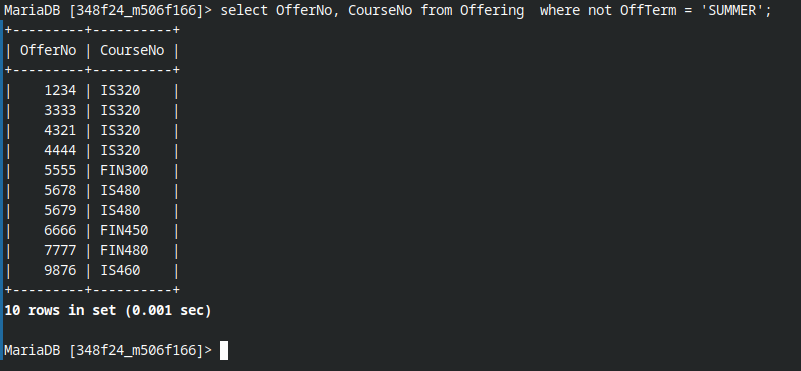 MariaDB [348f24_m506f166]> select OfferNo, CourseNo from Offering  where not OffTerm = 'SUMMER';
+---------+----------+
| OfferNo | CourseNo |
+---------+----------+
|    1234 | IS320    |
|    3333 | IS320    |
|    4321 | IS320    |
|    4444 | IS320    |
|    5555 | FIN300   |
|    5678 | IS480    |
|    5679 | IS480    |
|    6666 | FIN450   |
|    7777 | FIN480   |
|    9876 | IS460    |
+---------+----------+
10 rows in set (0.001 sec)
MariaDB [348f24_m506f166]>